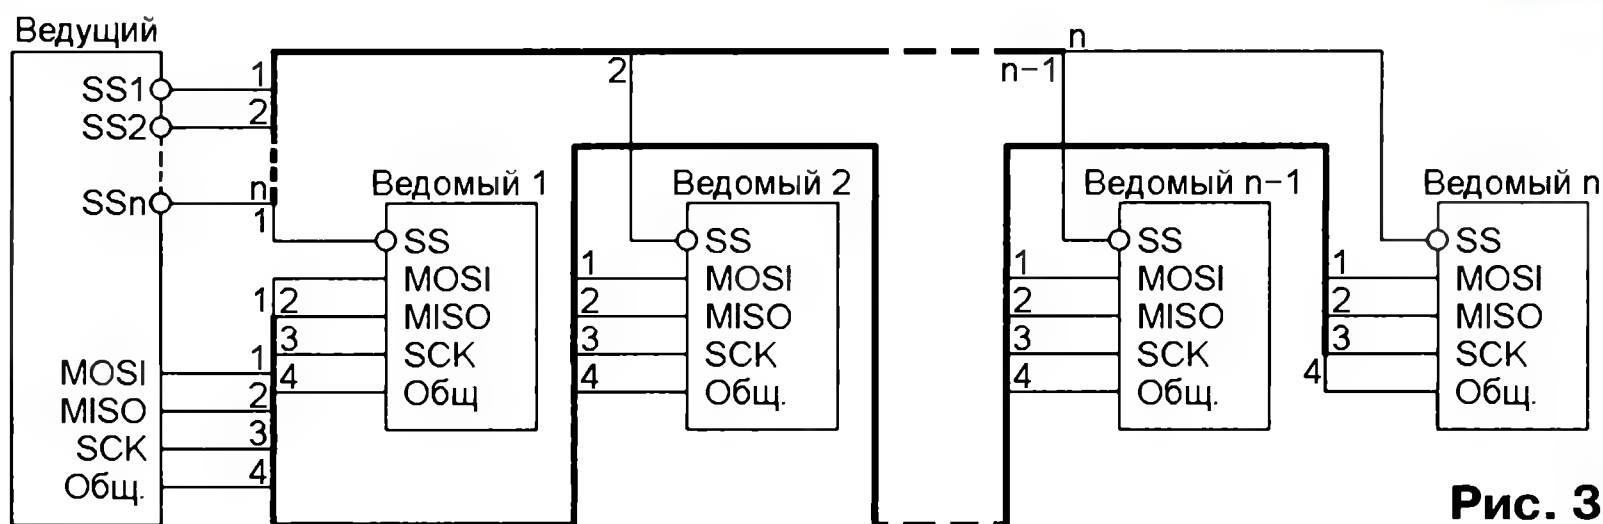 Ведущий
SS1
SS2
SSn
MOSI
MISO
SCK
Общ.
1
2
n
1
1
2
3
4
2
n−1
n
Ведомый 1
SS
MOSI
MISO
SCK
Общ
1
2
3
4
Ведомый 2
SS
MOSI
MISO
SCK
Общ.
1
2
3
4
Ведомый n−1
SS
MOSI
MISO
SCK
Общ.
1
2
3
4
Ведомый n
SS
MOSI
MISO
SCK
Общ.
1
2
3
4
Рис. 3